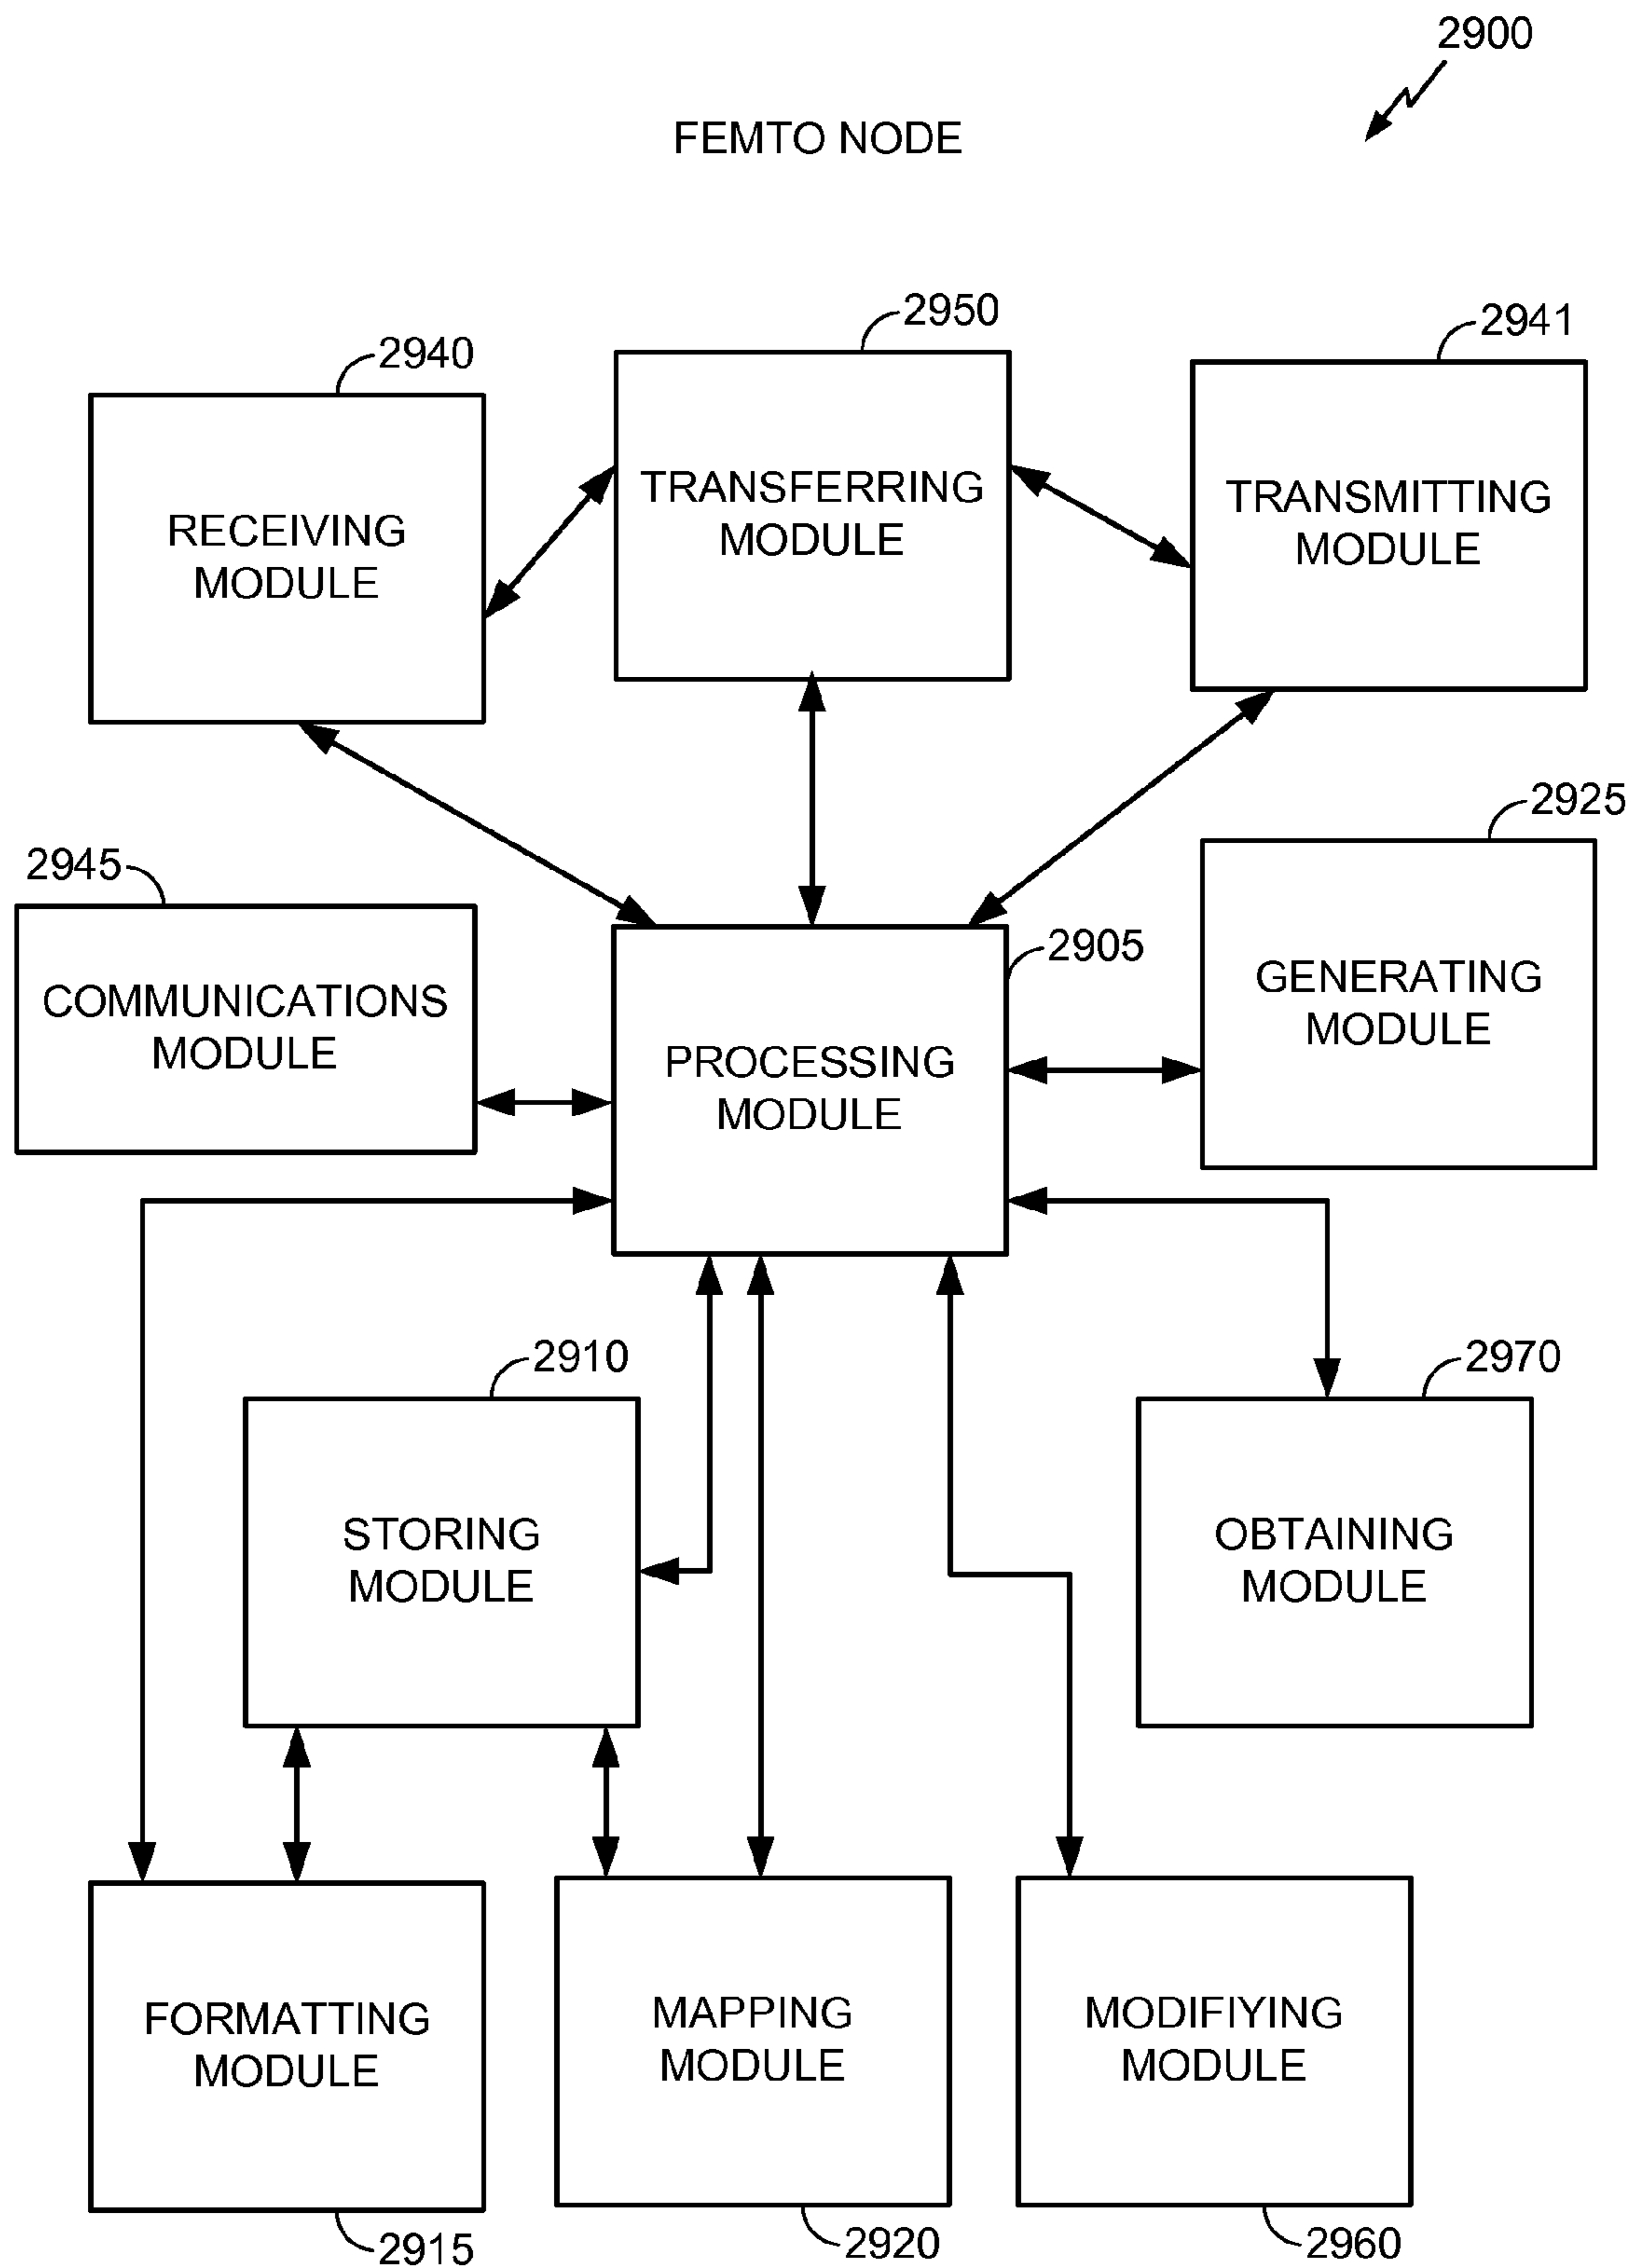 2900
FEMTO NODE
2950
2941
2940
TRANSFERRING
MODULE
TRANSMITTING
MODULE
RECEIVING
MODULE
2925
2945
2905
GENERATING
MODULE
COMMUNICATIONS
MODULE
PROCESSING
MODULE
2910
2970
STORING
MODULE
OBTAINING
MODULE
FORMATTING
MODULE
MAPPING
MODULE
MODIFIYING
MODULE
2915
2920
2960